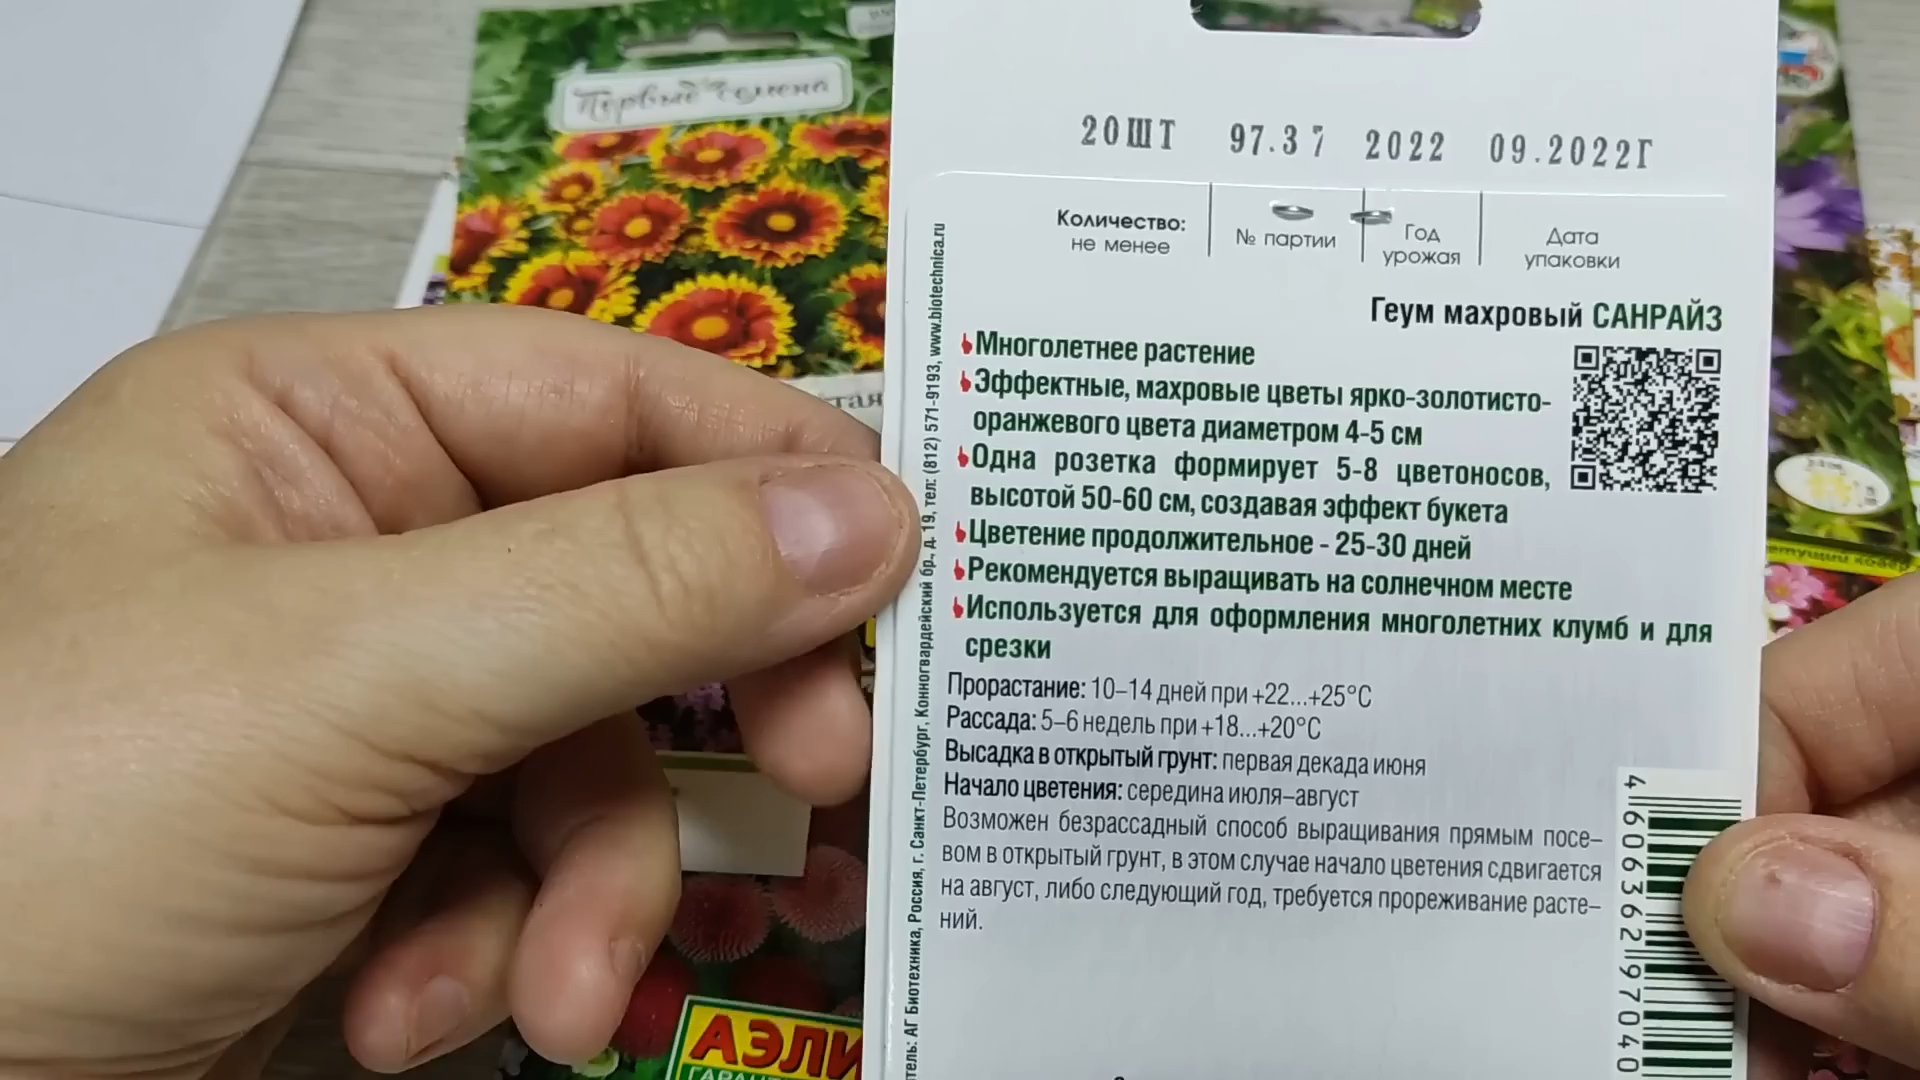 Первые семена
20ШТ 97.37 2022 09.2022Г
Количество:
не менее
№ партии
Год
урожая
Дата
упаковки
Геум махровый САНРАЙЗ
Многолетнее растение
Эффектные, махровые цветы ярко-золотисто-
оранжевого цвета диаметром 4-5 см
Одна розетка формирует 5-8 цветоносов,
высотой 50-60 см, создавая эффект букета
Цветение продолжительное - 25-30 дней
Рекомендуется выращивать на солнечном месте
Используется для оформления многолетних клумб и для
срезки
Прорастание: 10–14 дней при +22...+25°С
Рассада: 5–6 недель при +18...+20°С
Высадка в открытый грунт: первая декада июня
Начало цветения: середина июля–август
Возможен безрассадный способ выращивания прямым посе–
вом в открытый грунт, в этом случае начало цветения сдвигается
на август, либо следующий год, требуется прореживание расте–
ний.
тель: АГ Биотехника, Россия, г. Санкт-Петербург, Конногвардейский бр., д. 19, тел: (812) 571-9193, www.biotechnica.ru
4 606362 97040
тая
АЭЛИ